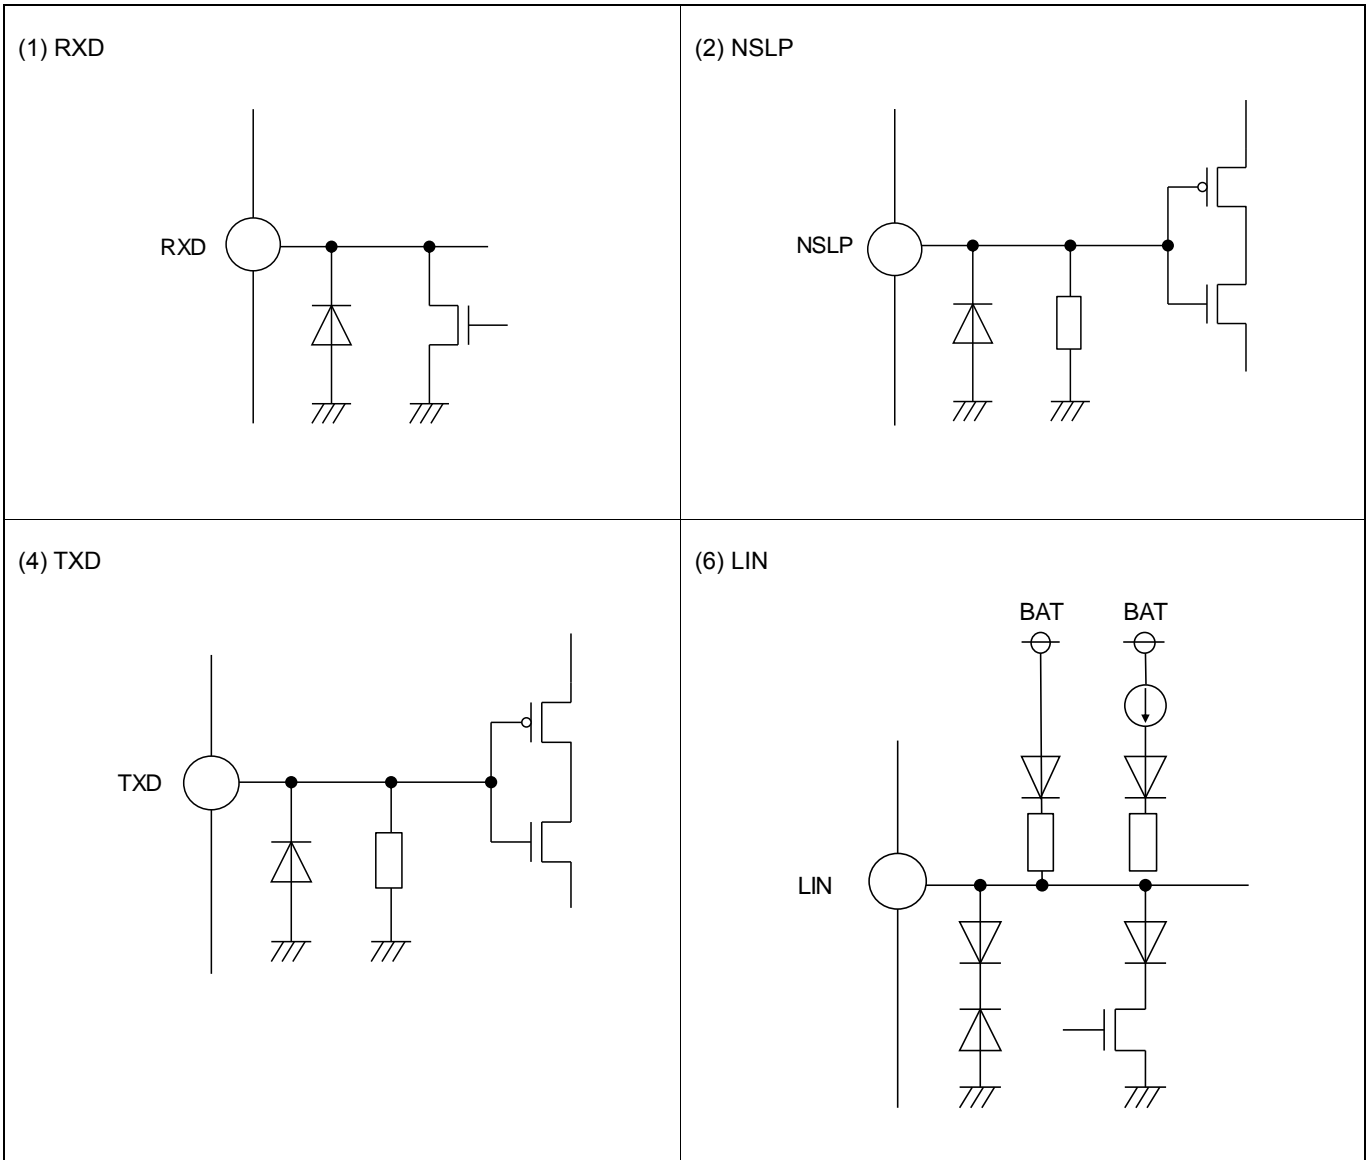 (1) RXD
RXD
(2) NSLP
NSLP
(4) TXD
TXD
(6) LIN
BAT BAT
LIN